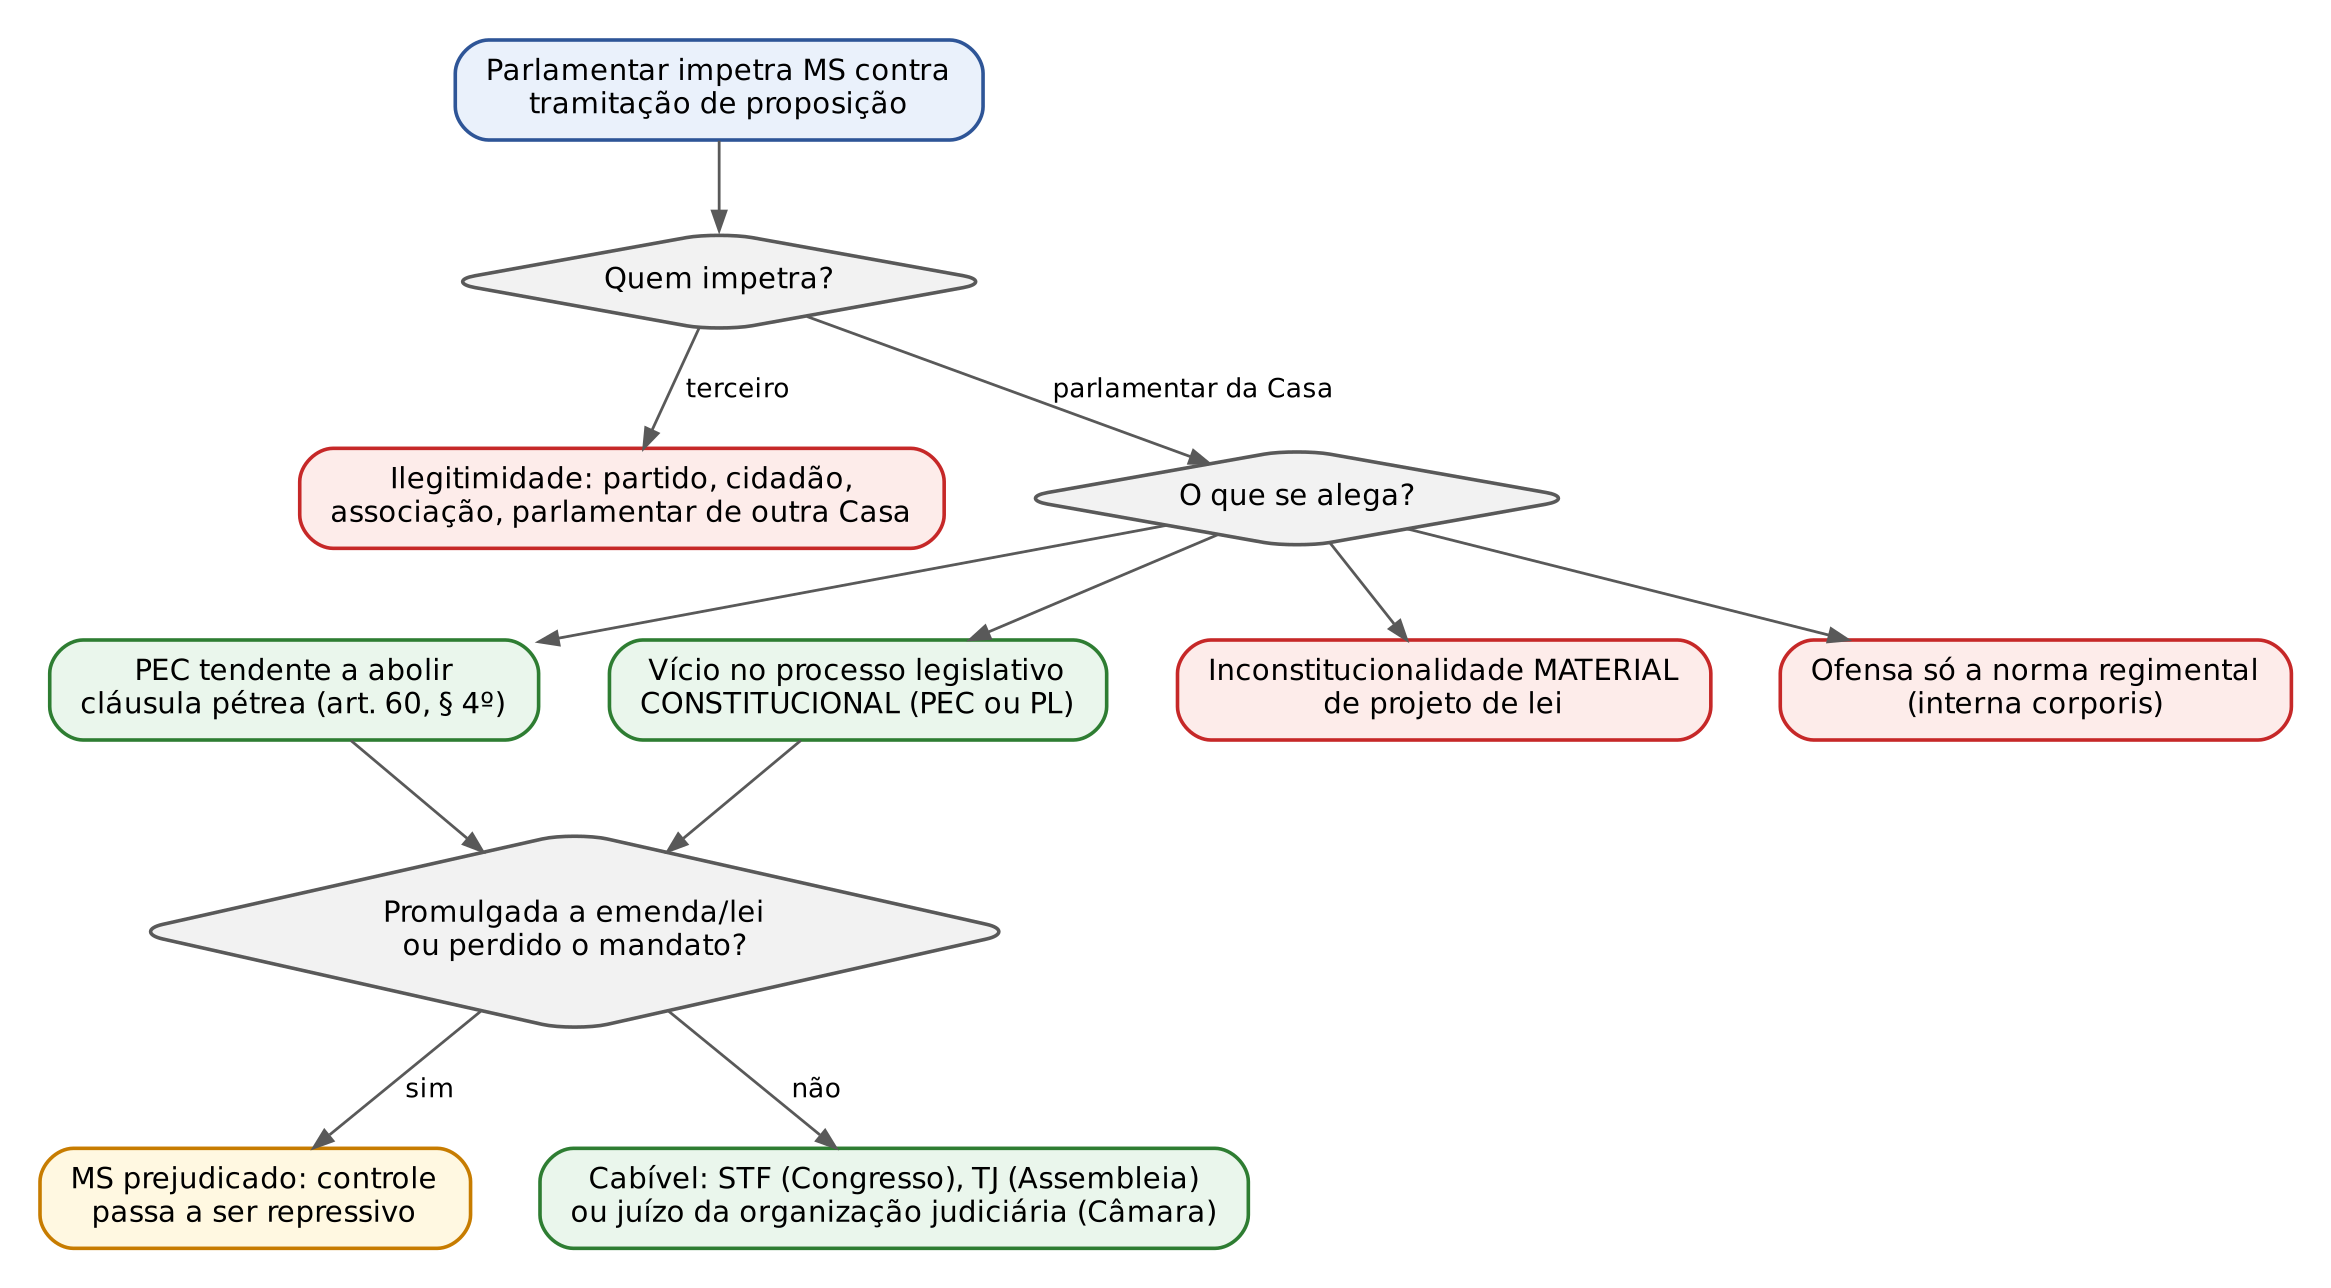 Parlamentar impetra MS contra
tramitação de proposição
Quem impetra?
terceiro
parlamentar da Casa
Ilegitimidade: partido, cidadão,
associação, parlamentar de outra Casa
O que se alega?
PEC tendente a abolir
cláusula pétrea (art. 60, § 4º)
Vício no processo legislativo
CONSTITUCIONAL (PEC ou PL)
Inconstitucionalidade MATERIAL
de projeto de lei
Ofensa só a norma regimental
(interna corporis)
Promulgada a emenda/lei
ou perdido o mandato?
sim
não
MS prejudicado: controle
passa a ser repressivo
Cabível: STF (Congresso), TJ (Assembleia)
ou juízo da organização judiciária (Câmara)